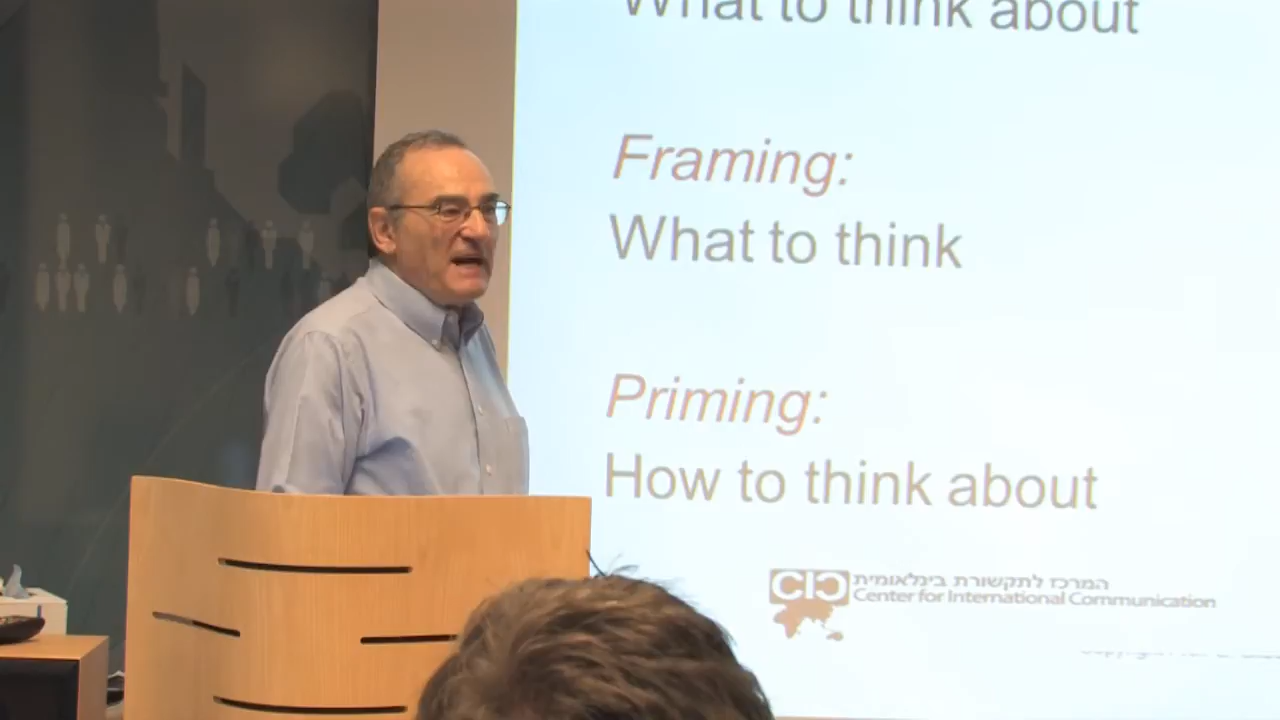 What to think about
Framing:
What to think
Priming:
How to think about
CIC
המרכז לתקשורת בינלאומית
Center for International Communication